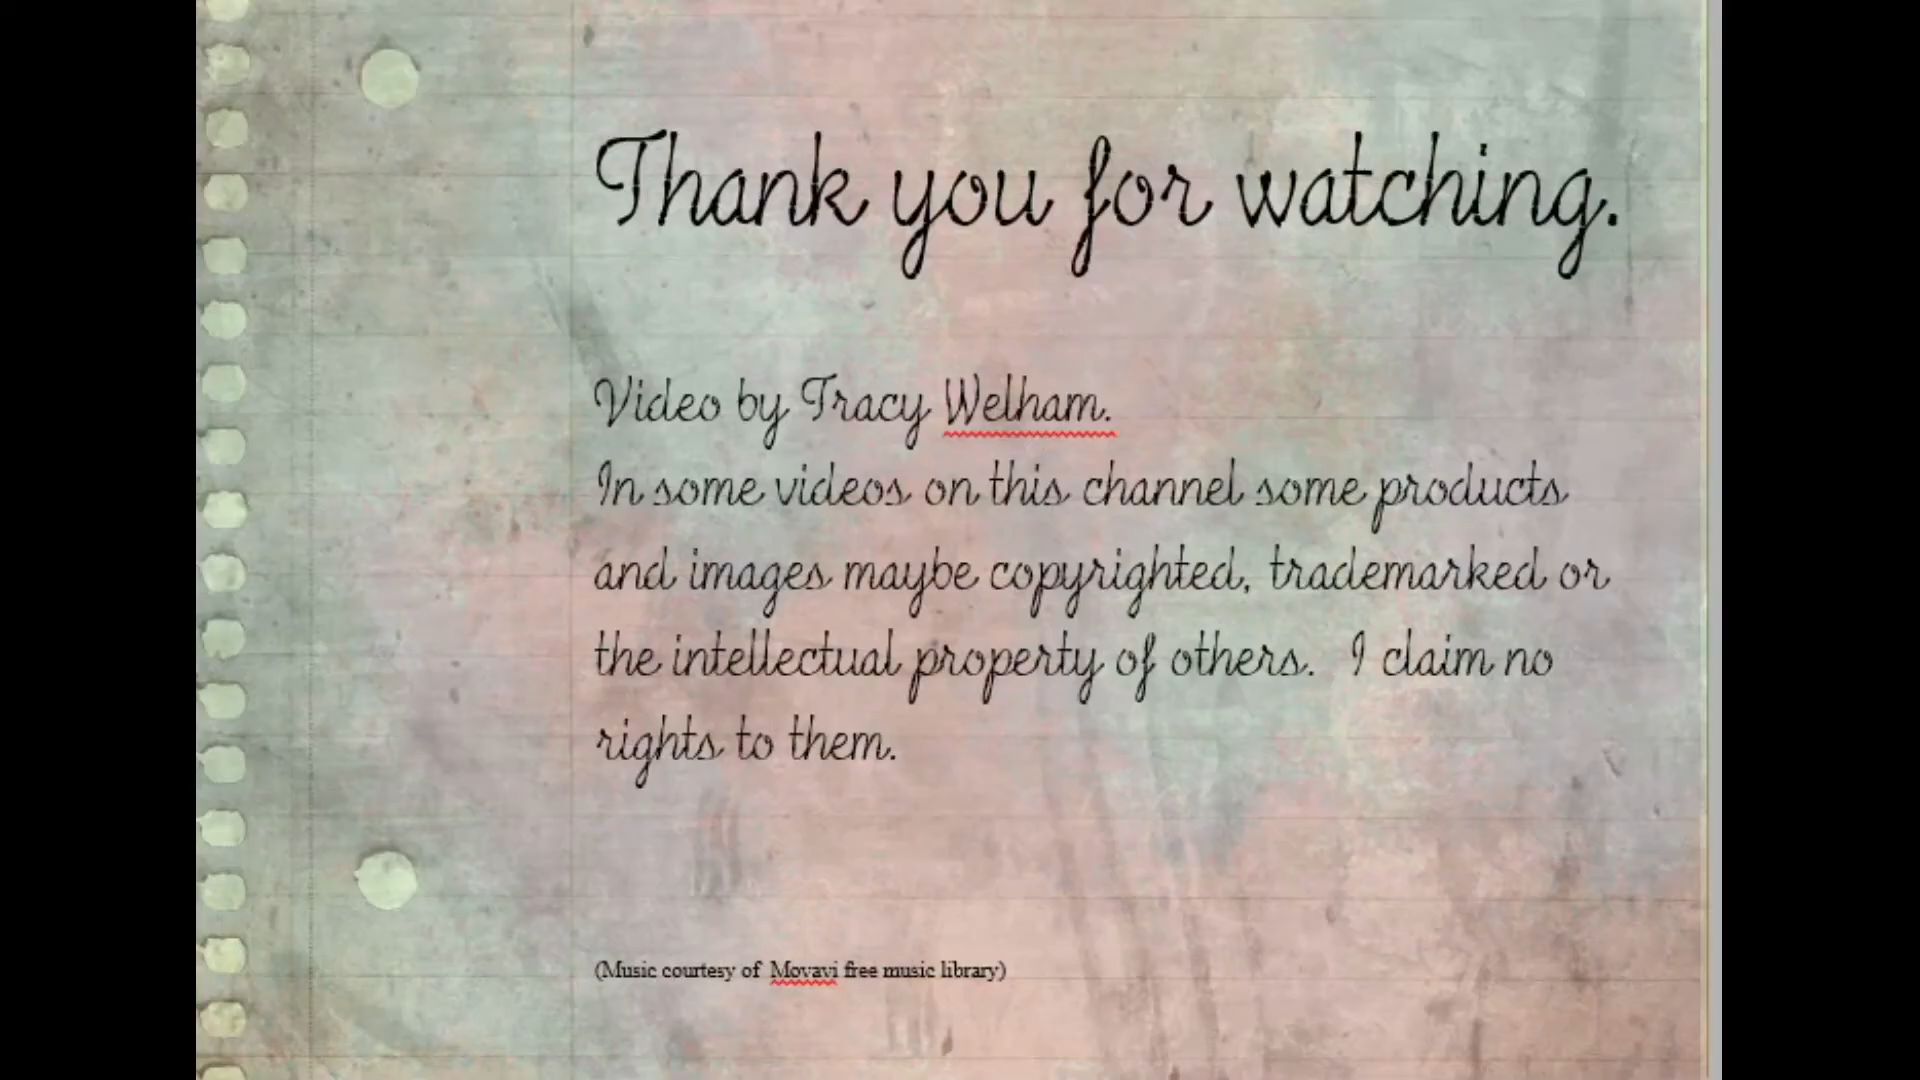 Thank you for watching.
Video by Tracy Welham.
In some videos on this channel some products
and images maybe copyrighted, trademarked or
the intellectual property of others.  I claim no
rights to them.
(Music courtesy of  Movavi free music library)